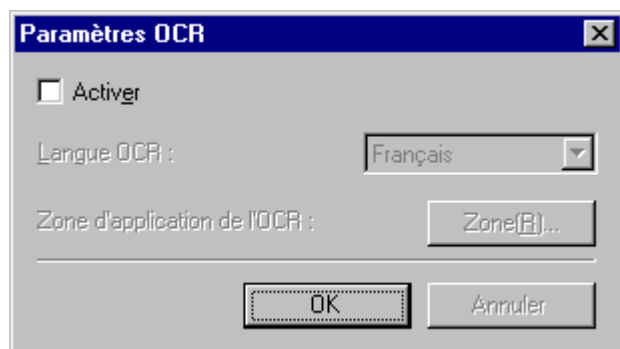 Paramètres OCR
Activer
Langue OCR : Français
Zone d'application de l'OCR : Zone(R)...
OK Annuler